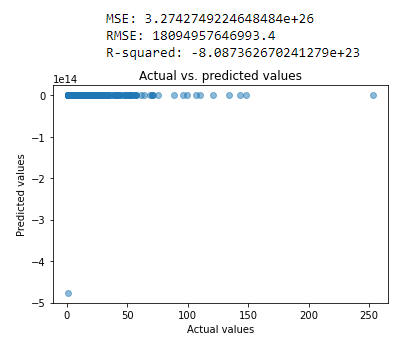 MSE: 3.2742749224648484e+26
RMSE: 18094957646993.4
R-squared: -8.087362670241279e+23
Actual vs. predicted values
1e14
0
−1
−2
−3
−4
−5
Predicted values
0 50 100 150 200 250
Actual values